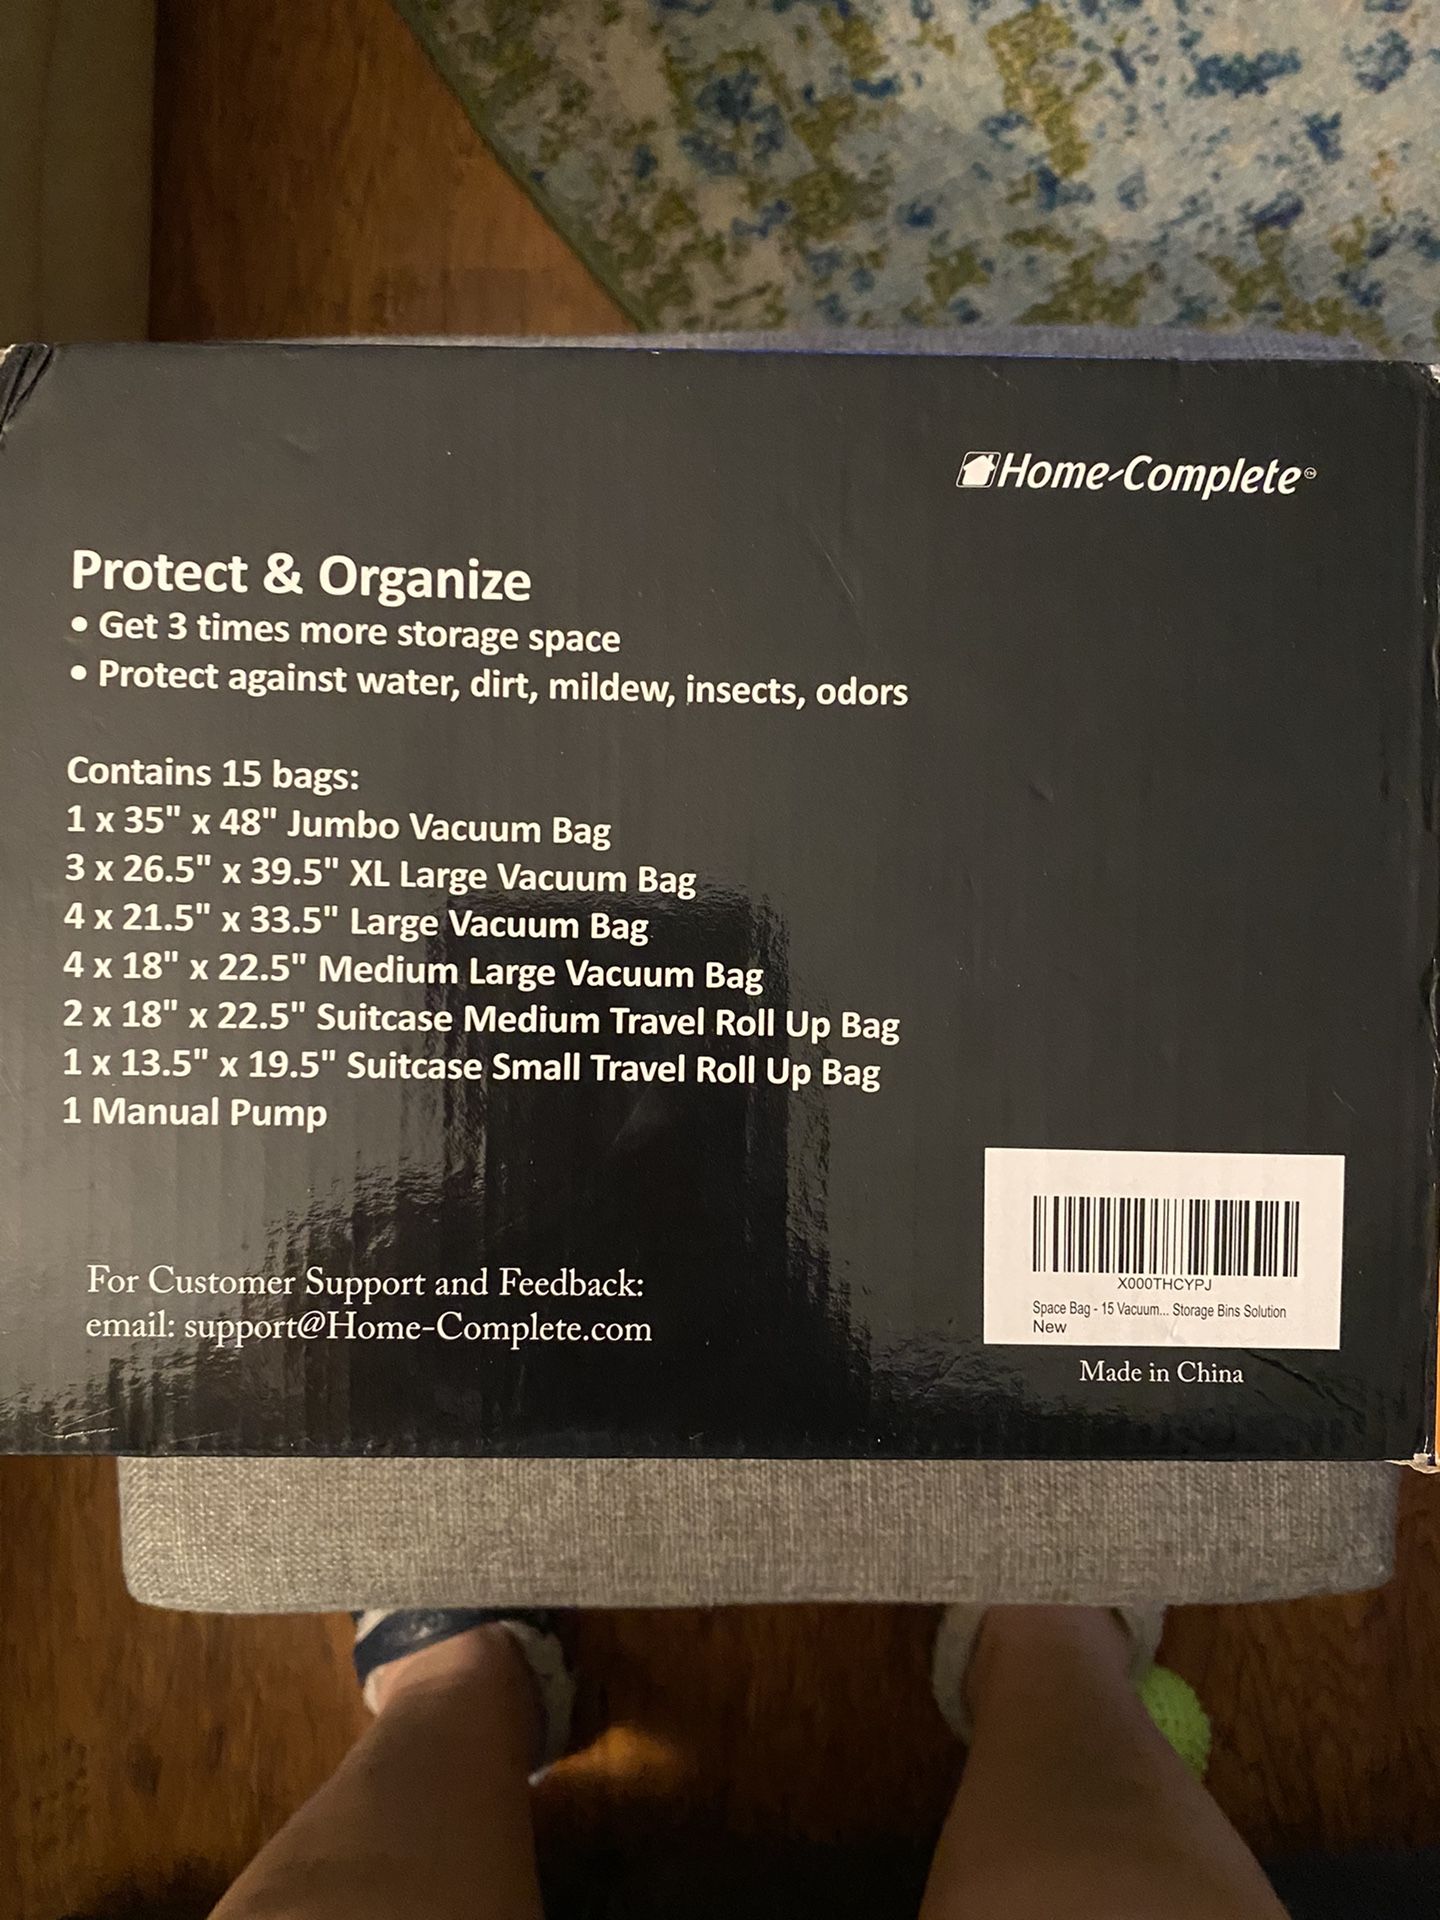 Home-Complete™
Protect & Organize
• Get 3 times more storage space
• Protect against water, dirt, mildew, insects, odors
Contains 15 bags:
1 x 35" x 48" Jumbo Vacuum Bag
3 x 26.5" x 39.5" XL Large Vacuum Bag
4 x 21.5" x 33.5" Large Vacuum Bag
4 x 18" x 22.5" Medium Large Vacuum Bag
2 x 18" x 22.5" Suitcase Medium Travel Roll Up Bag
1 x 13.5" x 19.5" Suitcase Small Travel Roll Up Bag
1 Manual Pump
For Customer Support and Feedback:
email: support@Home-Complete.com
X000THCYPJ
Space Bag - 15 Vacuum... Storage Bins Solution
New
Made in China